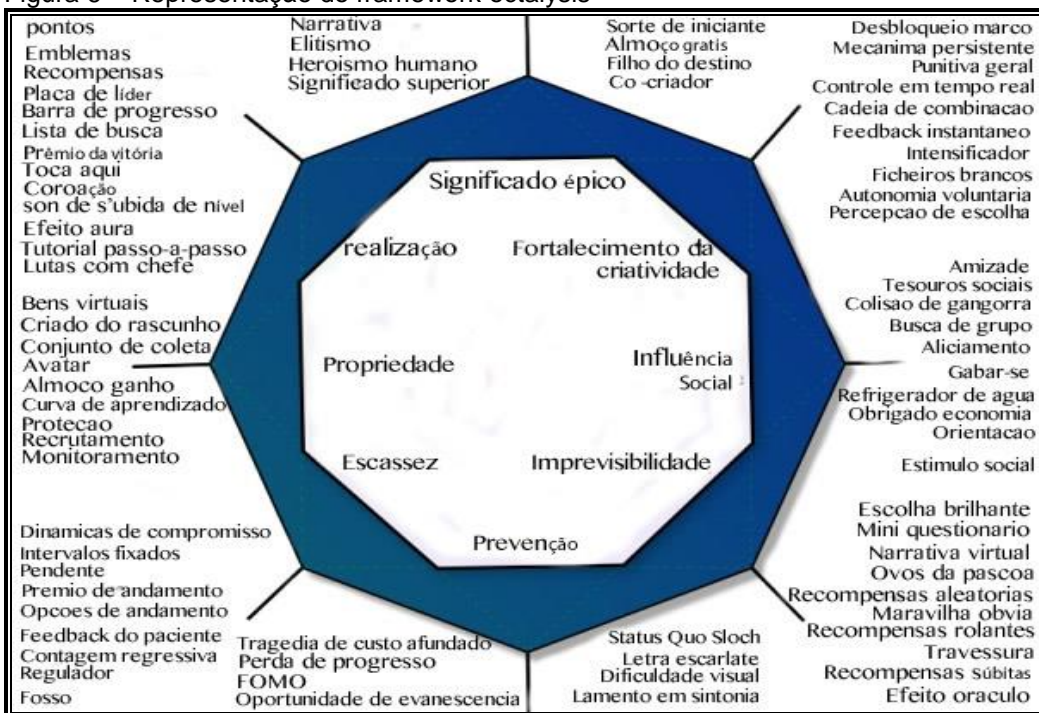 Figura 3 – Representação do framework octalysis
pontos
Emblemas
Recompensas
Placa de líder
Barra de progresso
Lista de busca
Prêmio da vitória
Toca aqui
Coroação
son de s'ubida de nível
Efeito aura
Tutorial passo-a-passo
Lutas com chefe
Narrativa
Elitismo
Heroismo humano
Significado superior
Sorte de iniciante
Almoço gratis
Filho do destino
Co -criador
Desbloqueio marco
Mecanima persistente
Punitiva geral
Controle em tempo real
Cadeia de combinacao
Feedback instantaneo
Intensificador
Ficheiros brancos
Autonomia voluntaria
Percepcao de escolha
Significado épico
realização
Fortalecimento da
criatividade
Propriedade
Influência
Social
Escassez
Imprevisibilidade
Prevenção
Bens virtuais
Criado do rascunho
Conjunto de coleta
Avatar
Almoco ganho
Curva de aprendizado
Protecao
Recrutamento
Monitoramento
Amizade
Tesouros sociais
Colisao de gangorra
Busca de grupo
Aliciamento
Gabar-se
Refrigerador de agua
Obrigado economia
Orientacao
Estimulo social
Dinamicas de compromisso
Intervalos fixados
Pendente
Premio de andamento
Opcoes de andamento
Feedback do paciente
Contagem regressiva
Regulador
Fosso
Tragedia de custo afundado
Perda de progresso
FOMO
Oportunidade de evanescencia
Status Quo Sloch
Letra escarlate
Dificuldade visual
Lamento em sintonia
Escolha brilhante
Mini questionario
Narrativa virtual
Ovos da pascoa
Recompensas aleatorias
Maravilha obvia
Recompensas rolantes
Travessura
Recompensas súbitas
Efeito oraculo